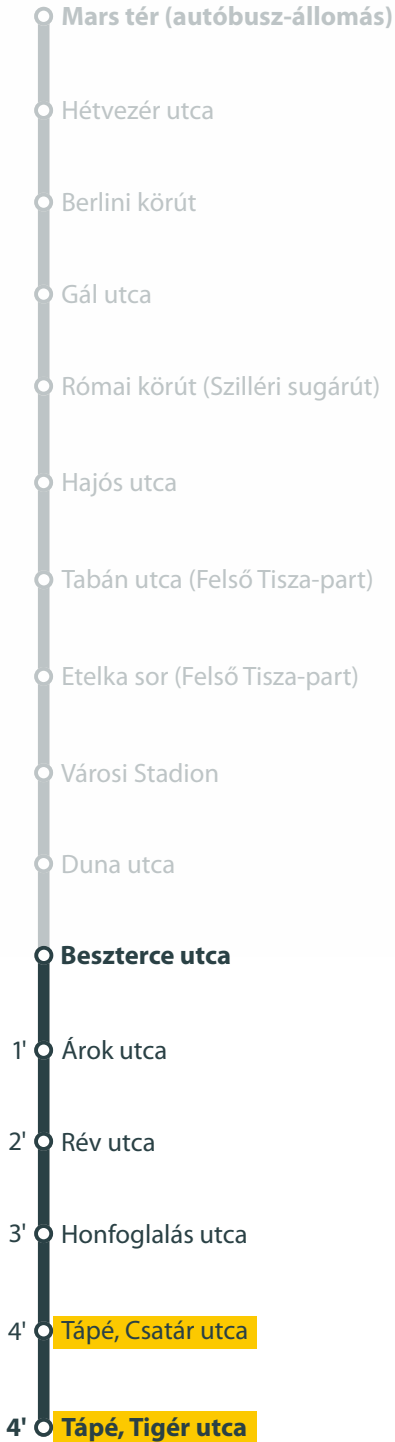 Mars tér (autóbusz-állomás)
Hétvezér utca
Berlini körút
Gál utca
Római körút (Szilléri sugárút)
Hajós utca
Tabán utca (Felső Tisza-part)
Etelka sor (Felső Tisza-part)
Városi Stadion
Duna utca
Beszterce utca
1' Árok utca
2' Rév utca
3' Honfoglalás utca
4' Tápé, Csatár utca
4' Tápé, Tigér utca